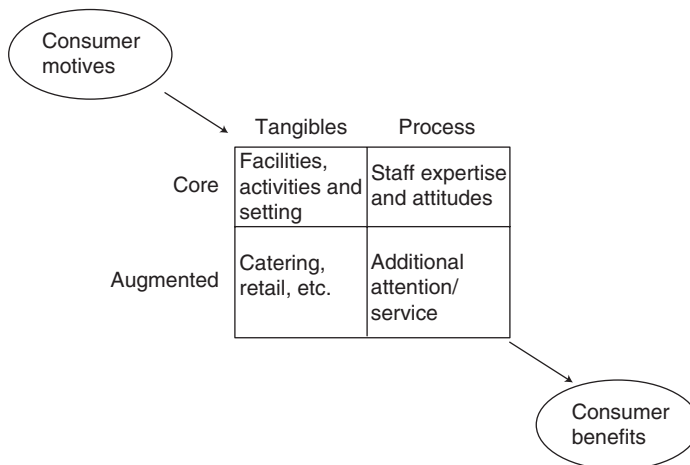 Consumer
motives
Tangibles Process
Core
Facilities,
activities and
setting
Staff expertise
and attitudes
Augmented
Catering,
retail, etc.
Additional
attention/
service
Consumer
benefits